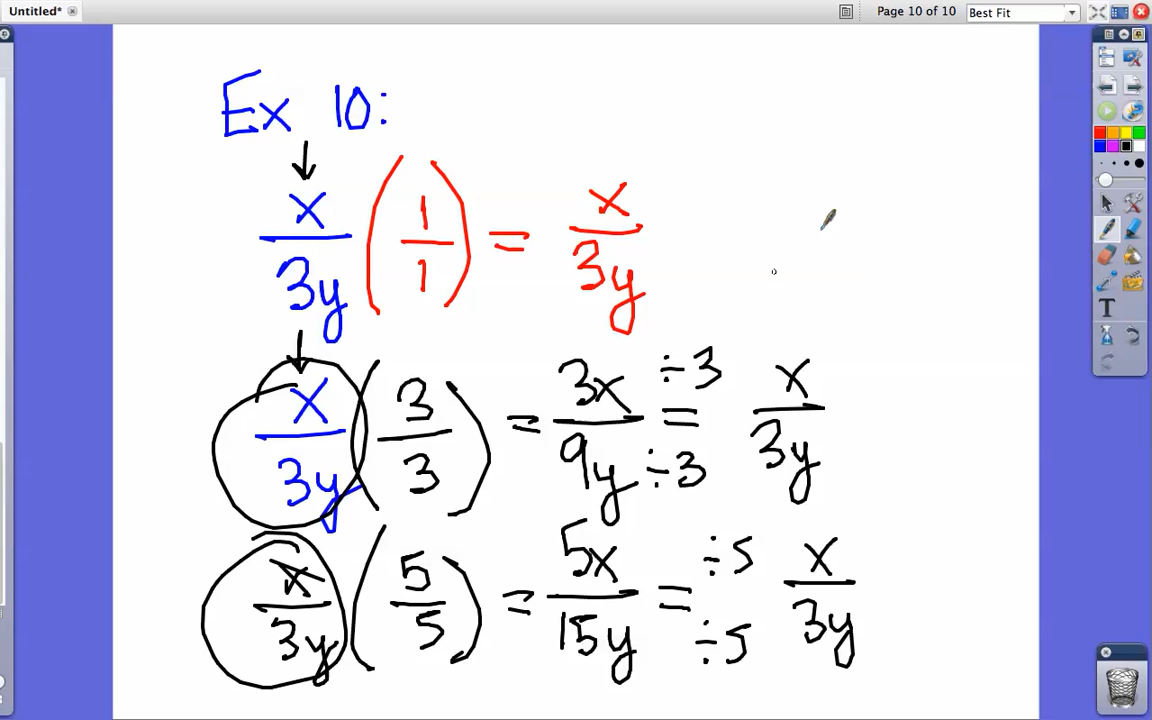 Untitled*
Page 10 of 10
Best Fit
Ex 10:
x/3y (1/1) = x/3y
x/3y (3/3) = 3x/9y ÷3/÷3 = x/3y
x/3y (5/5) = 5x/15y = ÷5/÷5 x/3y
T